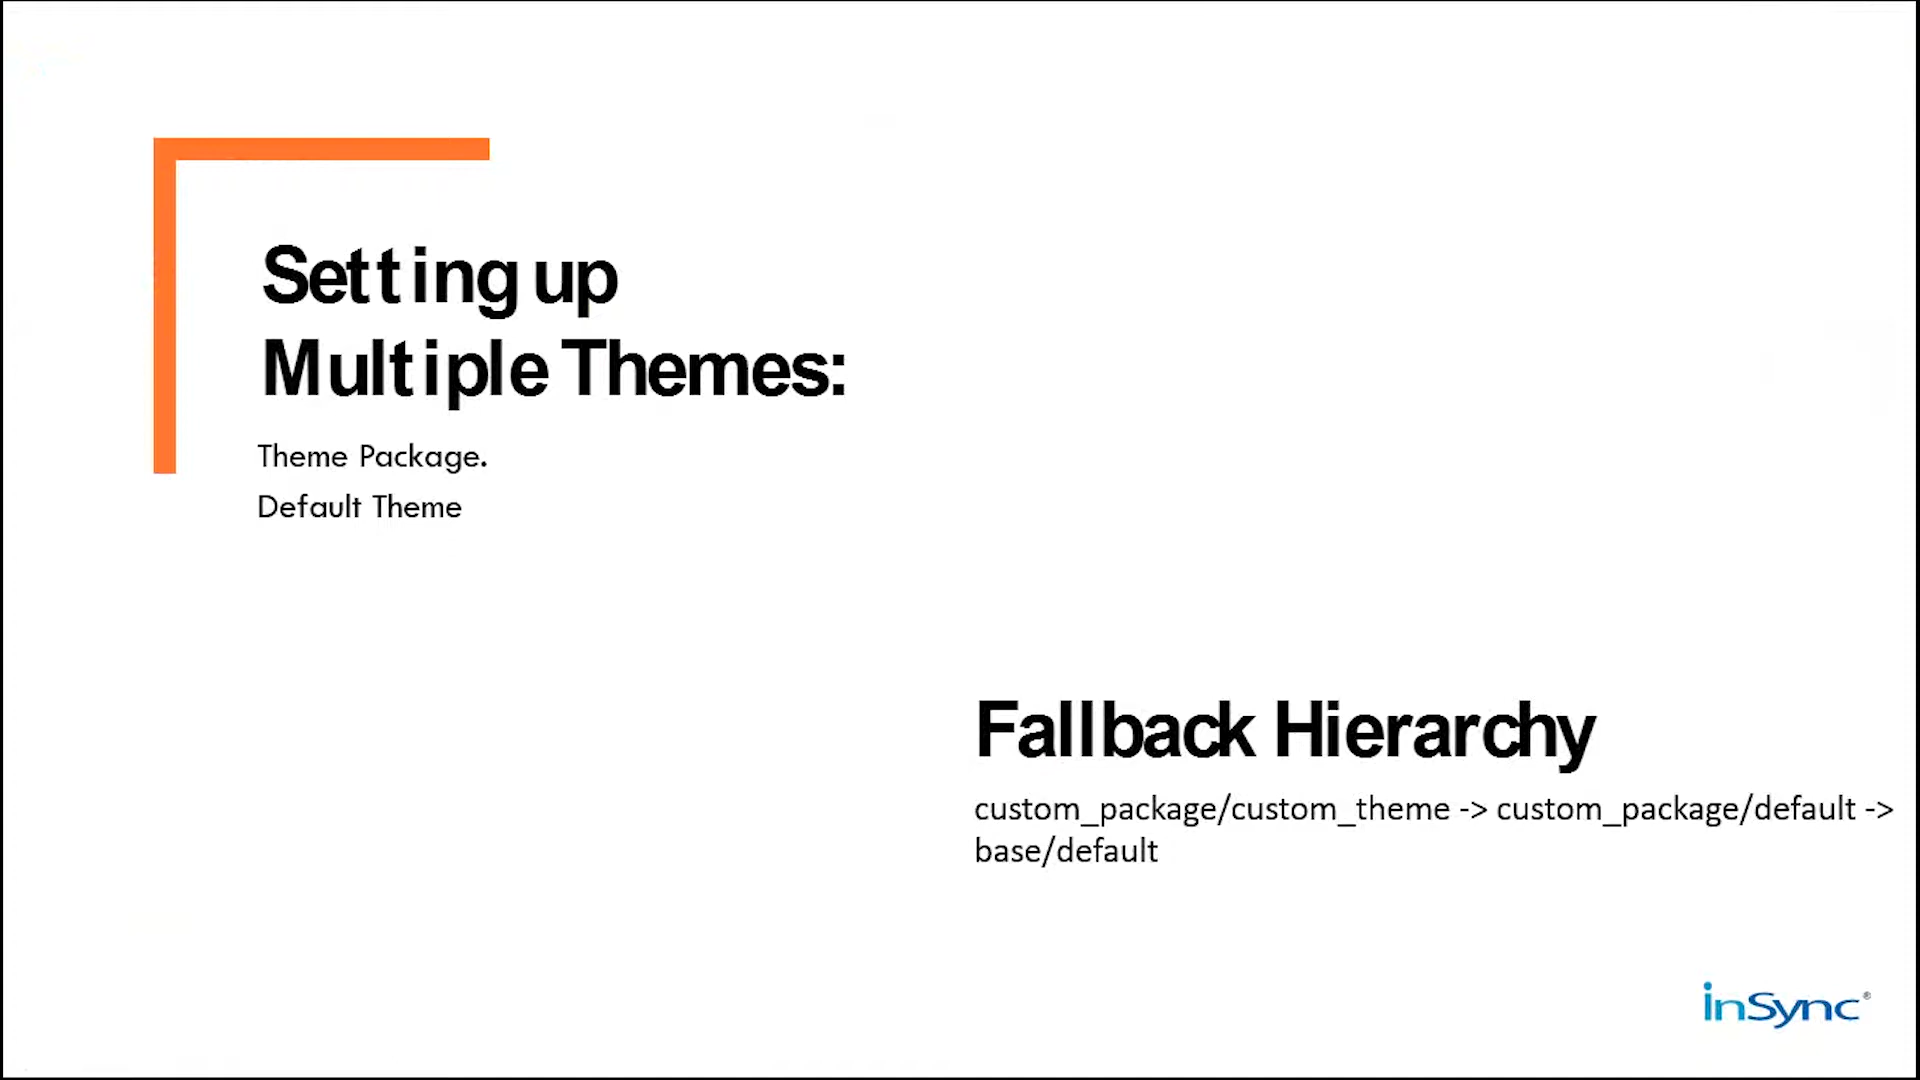 Setting up
Multiple Themes:
Theme Package.
Default Theme
Fallback Hierarchy
custom_package/custom_theme -> custom_package/default ->
base/default
inSync®